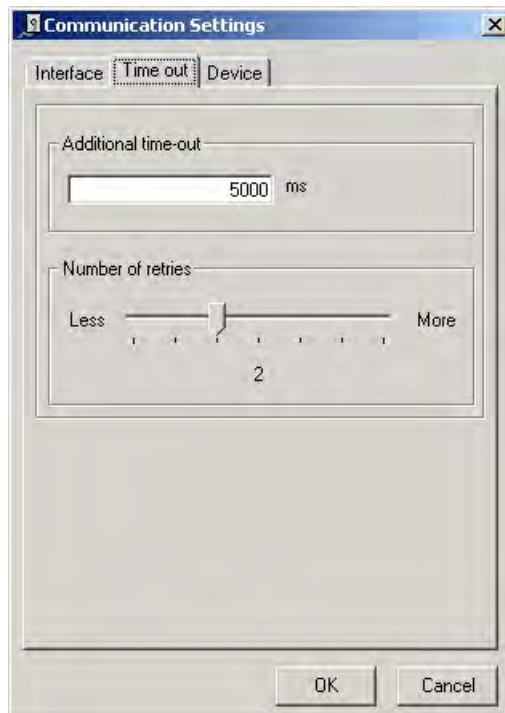 Communication Settings
Interface Time out Device
Additional time-out
5000 ms
Number of retries
Less More
2
OK Cancel